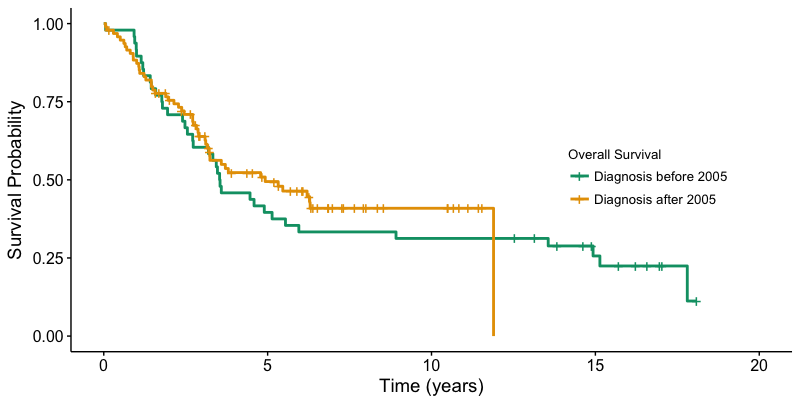 1.00
0.75
0.50
0.25
0.00
Survival Probability
Overall Survival
Diagnosis before 2005
Diagnosis after 2005
0 5 10 15 20
Time (years)